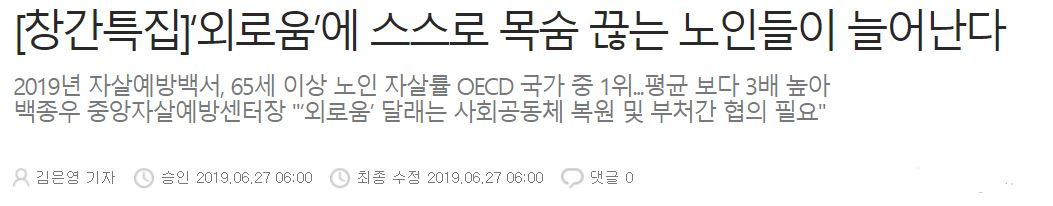 [창간특집]‘외로움’에 스스로 목숨 끊는 노인들이 늘어난다
2019년 자살예방백서, 65세 이상 노인 자살률 OECD 국가 중 1위...평균 보다 3배 높아
백종우 중앙자살예방센터장 "‘외로움’ 달래는 사회공동체 복원 및 부처간 협의 필요"
김은영 기자 승인 2019.06.27 06:00 최종 수정 2019.06.27 06:00 댓글 0